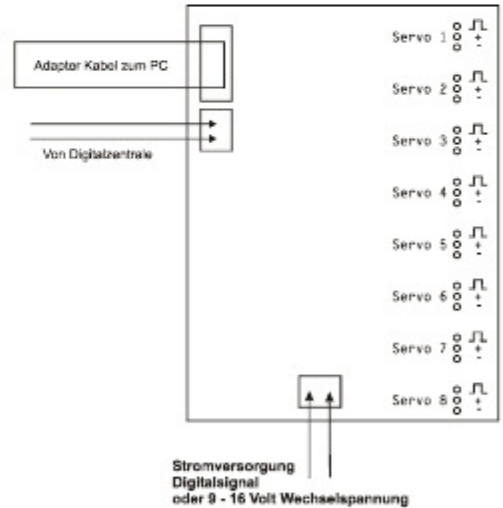 Servo 1
+
-
Adapter Kabel zum PC
Servo 2
+
-
Von Digitalzentrale
Servo 3
+
-
Servo 4
+
-
Servo 5
+
-
Servo 6
+
-
Servo 7
+
-
Servo 8
+
-
Stromversorgung
Digitalsignal
oder 9 - 16 Volt Wechselspannung